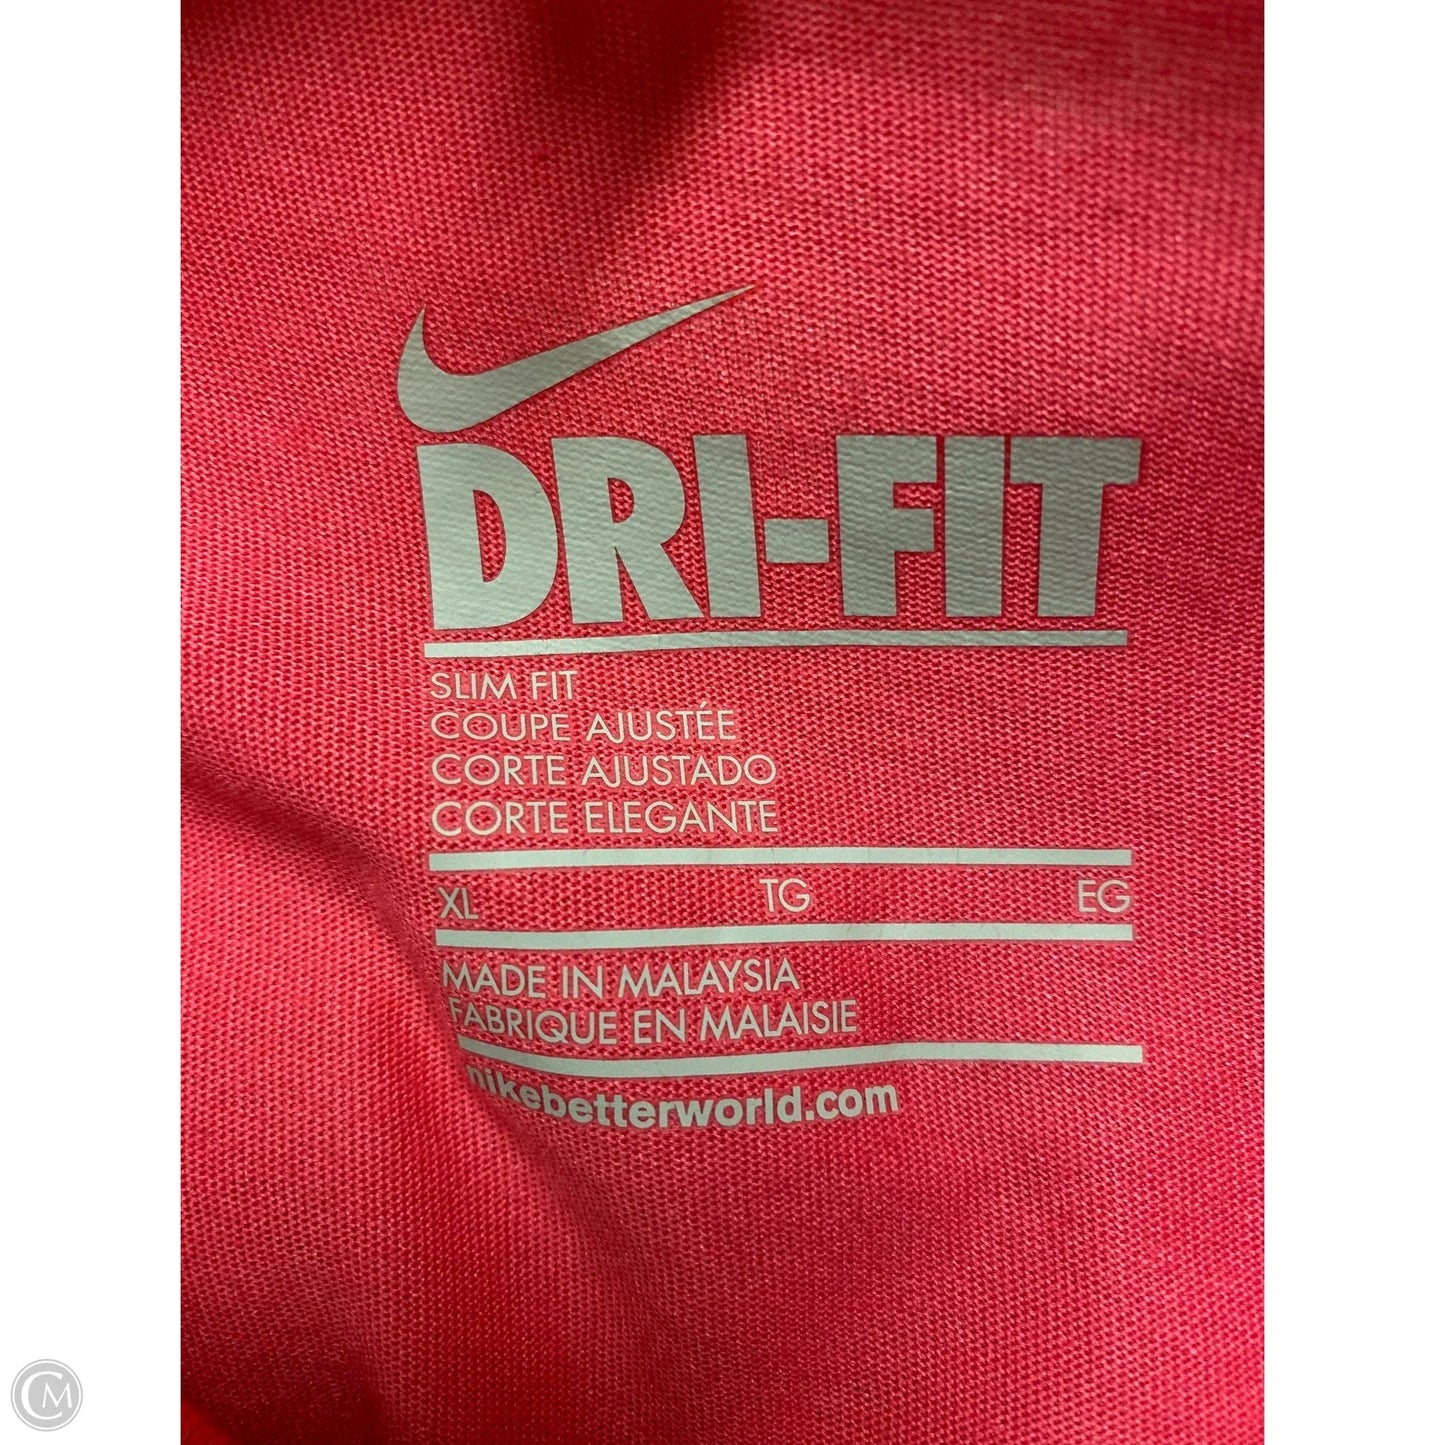 DRI-FIT
SLIM FIT
COUPE AJUSTÉE
CORTE AJUSTADO
CORTE ELEGANTE
XL TG EG
MADE IN MALAYSIA
FABRIQUE EN MALAISIE
nikebetterworld.com
CM